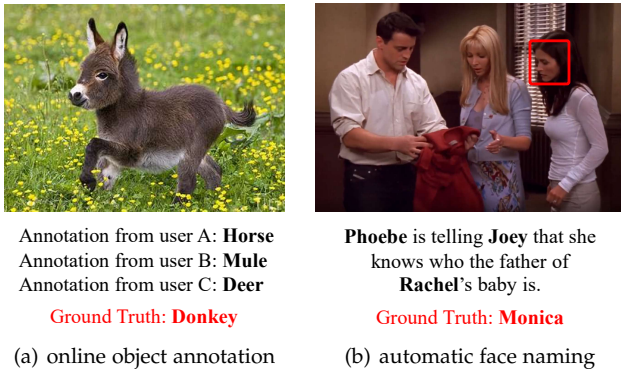 Annotation from user A: Horse
Annotation from user B: Mule
Annotation from user C: Deer
Ground Truth: Donkey
(a) online object annotation
Phoebe is telling Joey that she
knows who the father of
Rachel's baby is.
Ground Truth: Monica
(b) automatic face naming